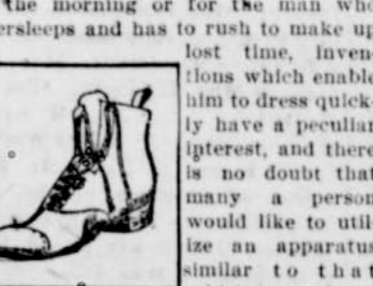 the morning or for the man who
ersleeps and has to rush to make up
lost time, inven-
tions which enable
him to dress quick-
ly have a peculiar
interest, and there
is no doubt that
many a person
would like to util-
ize an apparatus
similar to that